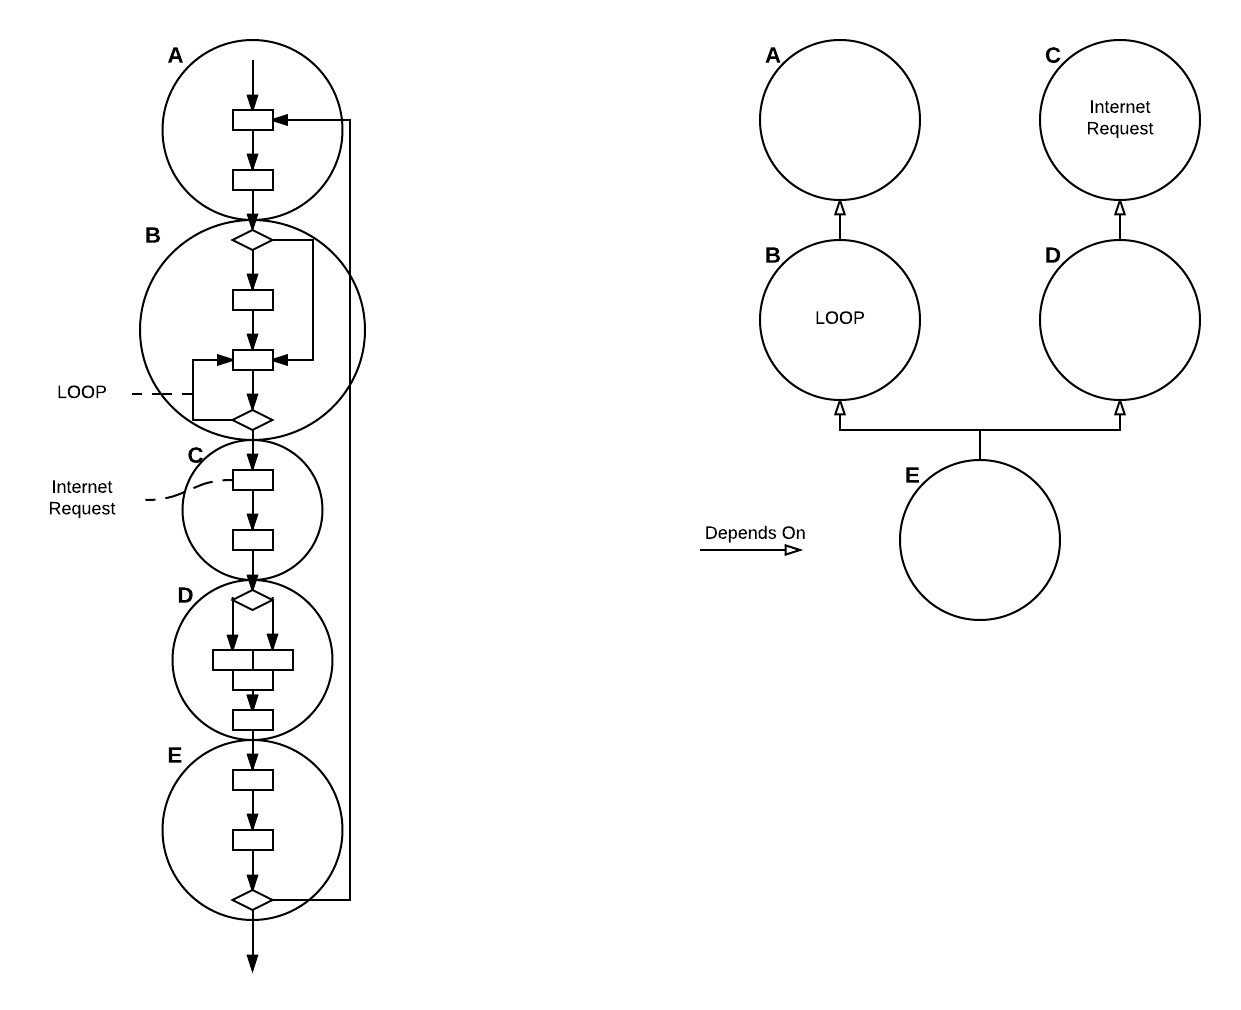 A
B
LOOP
C
Internet
Request
D
E
A
C
Internet
Request
B
LOOP
D
E
Depends On